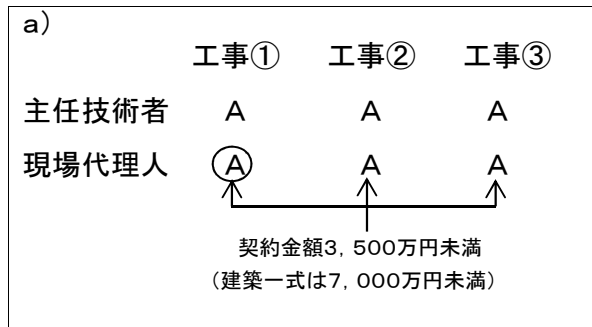 a）
工事① 工事② 工事③
主任技術者 A A A
現場代理人 A A A
契約金額3，500万円未満
（建築一式は7，000万円未満）